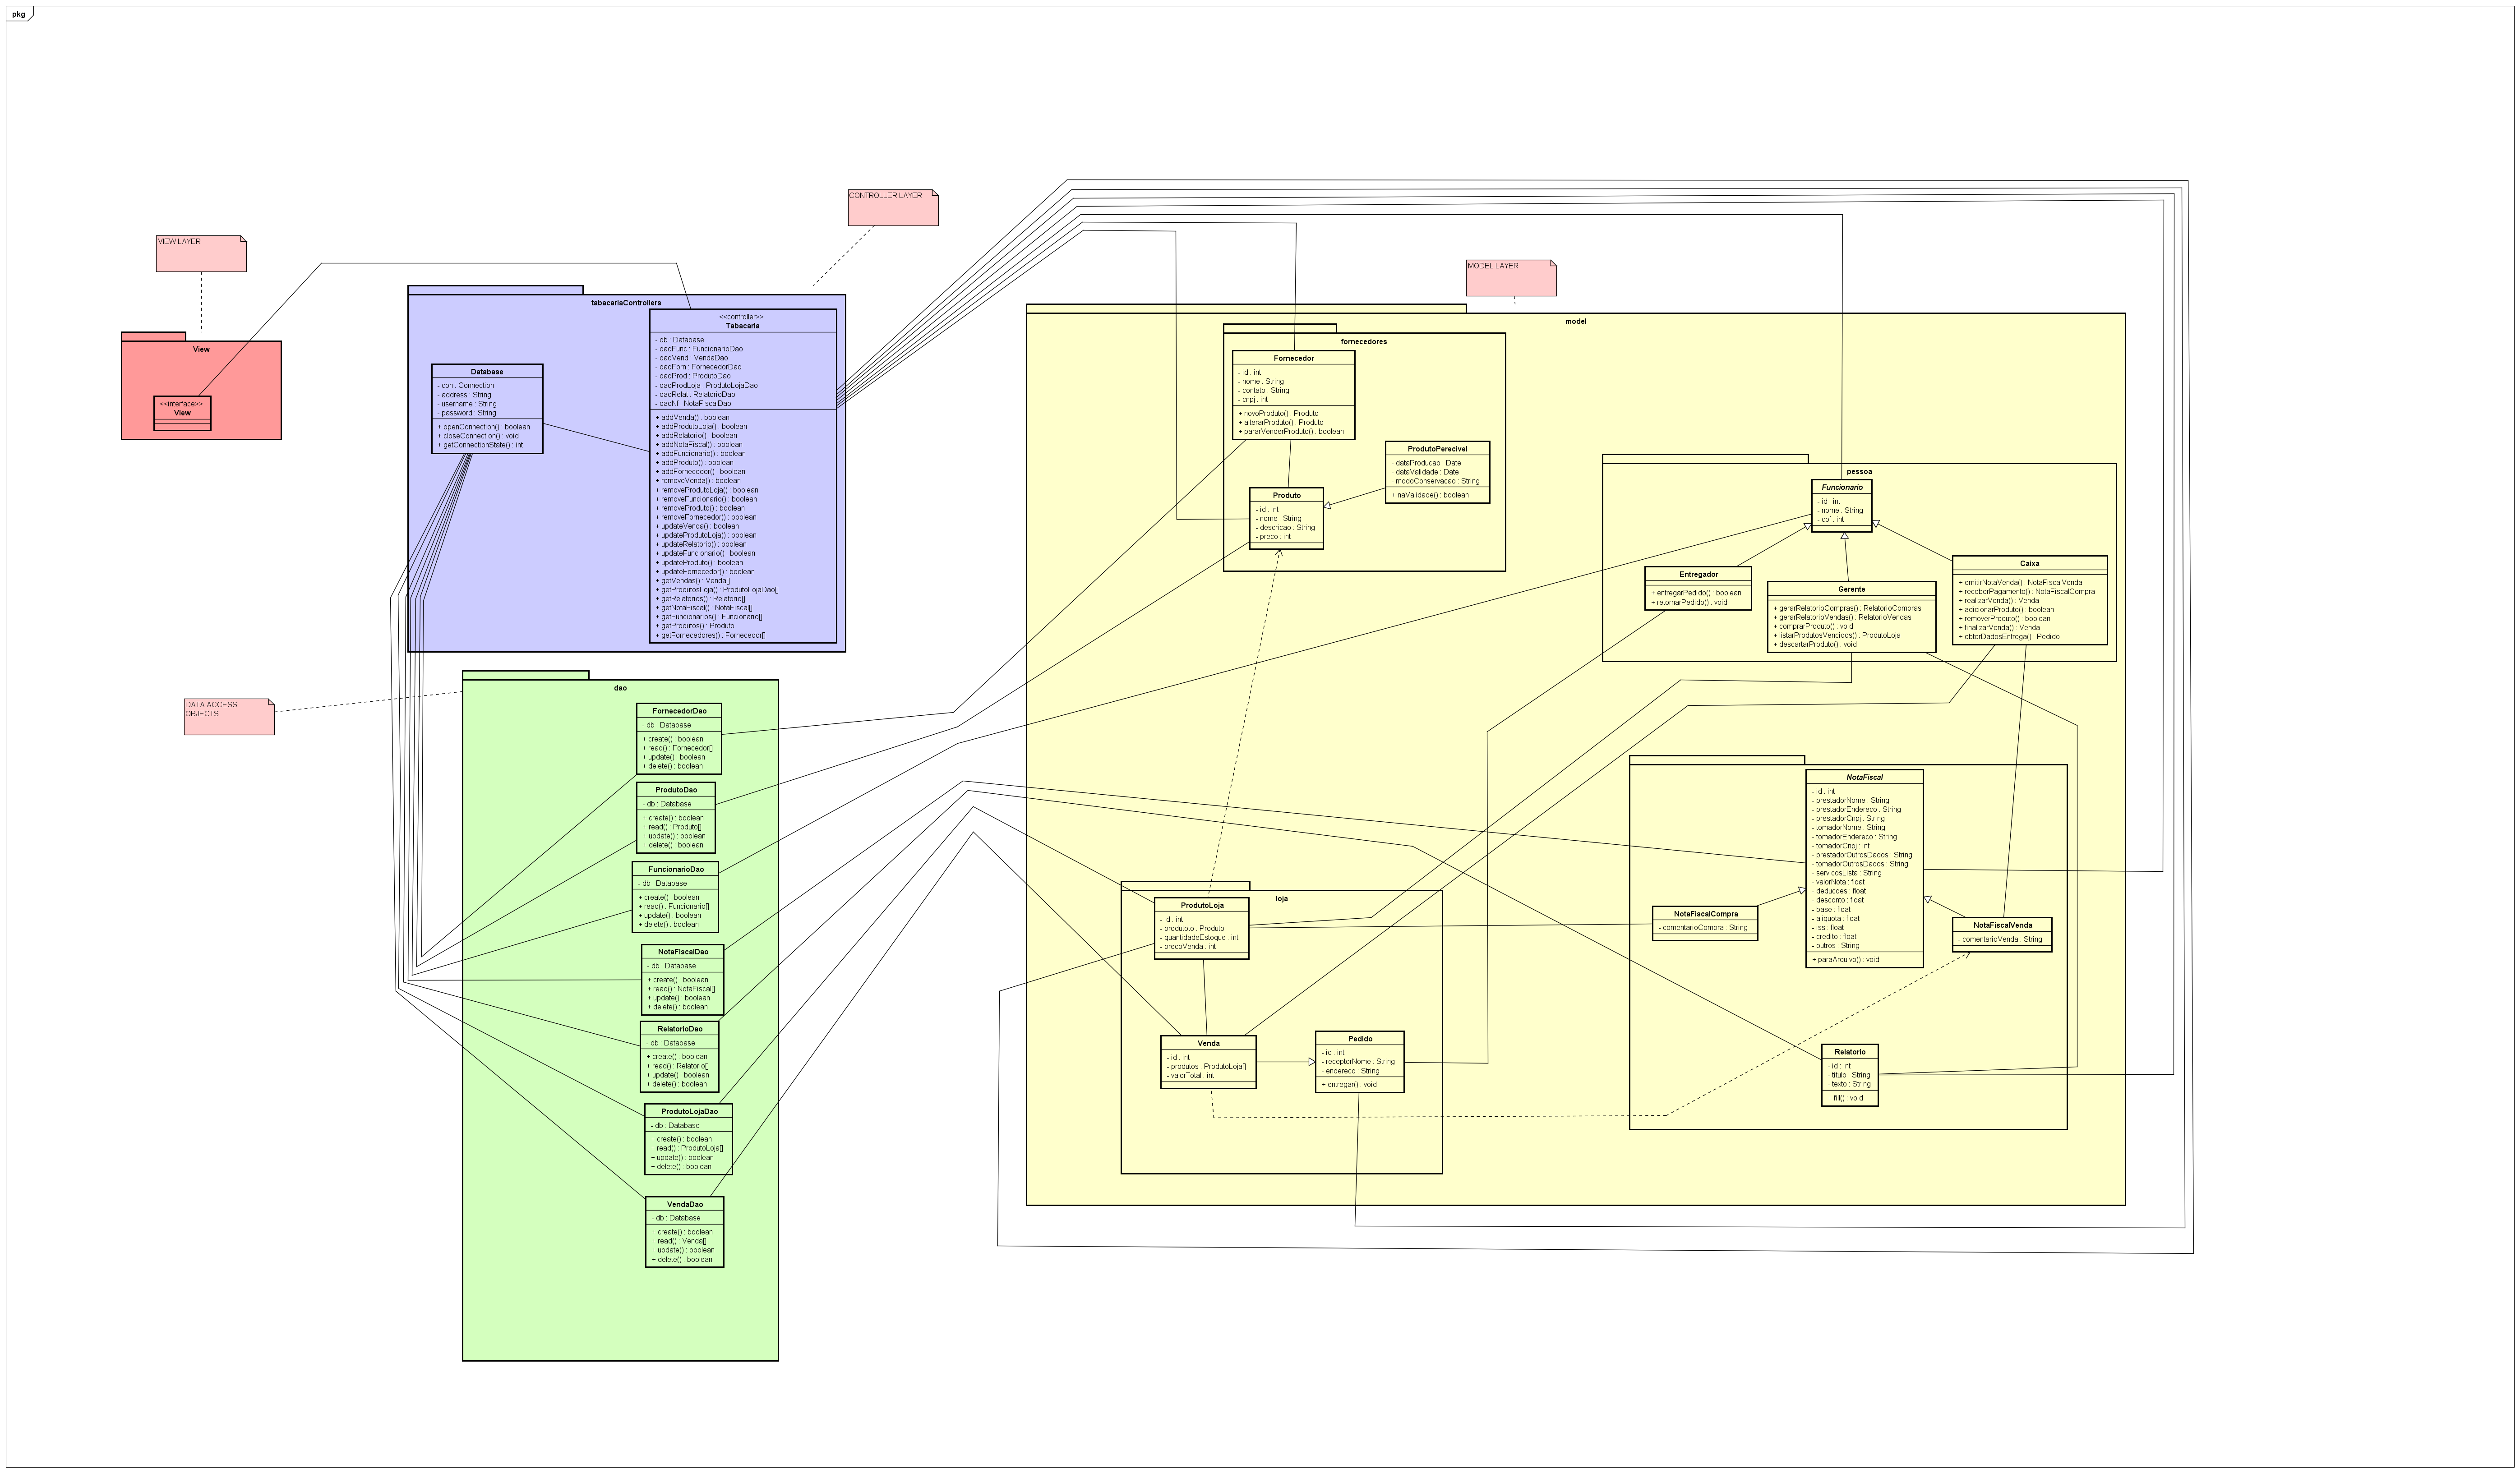 pkg
CONTROLLER LAYER
VIEW LAYER
MODEL LAYER
DATA ACCESS
OBJECTS
View
<<interface>>
View
tabacariaControllers
Database
- con : Connection
- address : String
- username : String
- password : String
+ openConnection() : boolean
+ closeConnection() : void
+ getConnectionState() : int
<<controller>>
Tabacaria
- db : Database
- daoFunc : FuncionarioDao
- daoVend : VendaDao
- daoForn : FornecedorDao
- daoProd : ProdutoDao
- daoProdLoja : ProdutoLojaDao
- daoRelat : RelatorioDao
- daoNf : NotaFiscalDao
+ addVenda() : boolean
+ addProdutoLoja() : boolean
+ addRelatorio() : boolean
+ addNotaFiscal() : boolean
+ addFuncionario() : boolean
+ addProduto() : boolean
+ addFornecedor() : boolean
+ removeVenda() : boolean
+ removeProdutoLoja() : boolean
+ removeFuncionario() : boolean
+ removeProduto() : boolean
+ removeFornecedor() : boolean
+ updateVenda() : boolean
+ updateProdutoLoja() : boolean
+ updateRelatorio() : boolean
+ updateFuncionario() : boolean
+ updateProduto() : boolean
+ updateFornecedor() : boolean
+ getVendas() : Venda[]
+ getProdutosLoja() : ProdutoLojaDao[]
+ getRelatorios() : Relatorio[]
+ getNotaFiscal() : NotaFiscal[]
+ getFuncionarios() : Funcionario[]
+ getProdutos() : Produto
+ getFornecedores() : Fornecedor[]
dao
FornecedorDao
- db : Database
+ create() : boolean
+ read() : Fornecedor[]
+ update() : boolean
+ delete() : boolean
ProdutoDao
- db : Database
+ create() : boolean
+ read() : Produto[]
+ update() : boolean
+ delete() : boolean
FuncionarioDao
- db : Database
+ create() : boolean
+ read() : Funcionario[]
+ update() : boolean
+ delete() : boolean
NotaFiscalDao
- db : Database
+ create() : boolean
+ read() : NotaFiscal[]
+ update() : boolean
+ delete() : boolean
RelatorioDao
- db : Database
+ create() : boolean
+ read() : Relatorio[]
+ update() : boolean
+ delete() : boolean
ProdutoLojaDao
- db : Database
+ create() : boolean
+ read() : ProdutoLoja[]
+ update() : boolean
+ delete() : boolean
VendaDao
- db : Database
+ create() : boolean
+ read() : Venda[]
+ update() : boolean
+ delete() : boolean
model
fornecedores
Fornecedor
- id : int
- nome : String
- contato : String
- cnpj : int
+ novoProduto() : Produto
+ alterarProduto() : Produto
+ pararVenderProduto() : boolean
ProdutoPerecivel
- dataProducao : Date
- dataValidade : Date
- modoConservacao : String
+ naValidade() : boolean
Produto
- id : int
- nome : String
- descricao : String
- preco : int
pessoa
Funcionario
- id : int
- nome : String
- cpf : int
Entregador
+ entregarPedido() : boolean
+ retornarPedido() : void
Gerente
+ gerarRelatorioCompras() : RelatorioCompras
+ gerarRelatorioVendas() : RelatorioVendas
+ comprarProduto() : void
+ listarProdutosVencidos() : ProdutoLoja
+ descartarProduto() : void
Caixa
+ emitirNotaVenda() : NotaFiscalVenda
+ receberPagamento() : NotaFiscalCompra
+ realizarVenda() : Venda
+ adicionarProduto() : boolean
+ removerProduto() : boolean
+ finalizarVenda() : Venda
+ obterDadosEntrega() : Pedido
NotaFiscal
- id : int
- prestadorNome : String
- prestadorEndereco : String
- prestadorCnpj : String
- tomadorNome : String
- tomadorEndereco : String
- tomadorCnpj : int
- prestadorOutrosDados : String
- tomadorOutrosDados : String
- servicosLista : String
- valorNota : float
- deducoes : float
- desconto : float
- base : float
- aliquota : float
- iss : float
- credito : float
- outros : String
+ paraArquivo() : void
NotaFiscalCompra
- comentarioCompra : String
NotaFiscalVenda
- comentarioVenda : String
Relatorio
- id : int
- titulo : String
- texto : String
+ fill() : void
loja
ProdutoLoja
- id : int
- produtoto : Produto
- quantidadeEstoque : int
- precoVenda : int
Venda
- id : int
- produtos : ProdutoLoja[]
- valorTotal : int
Pedido
- id : int
- receptorNome : String
- endereco : String
+ entregar() : void